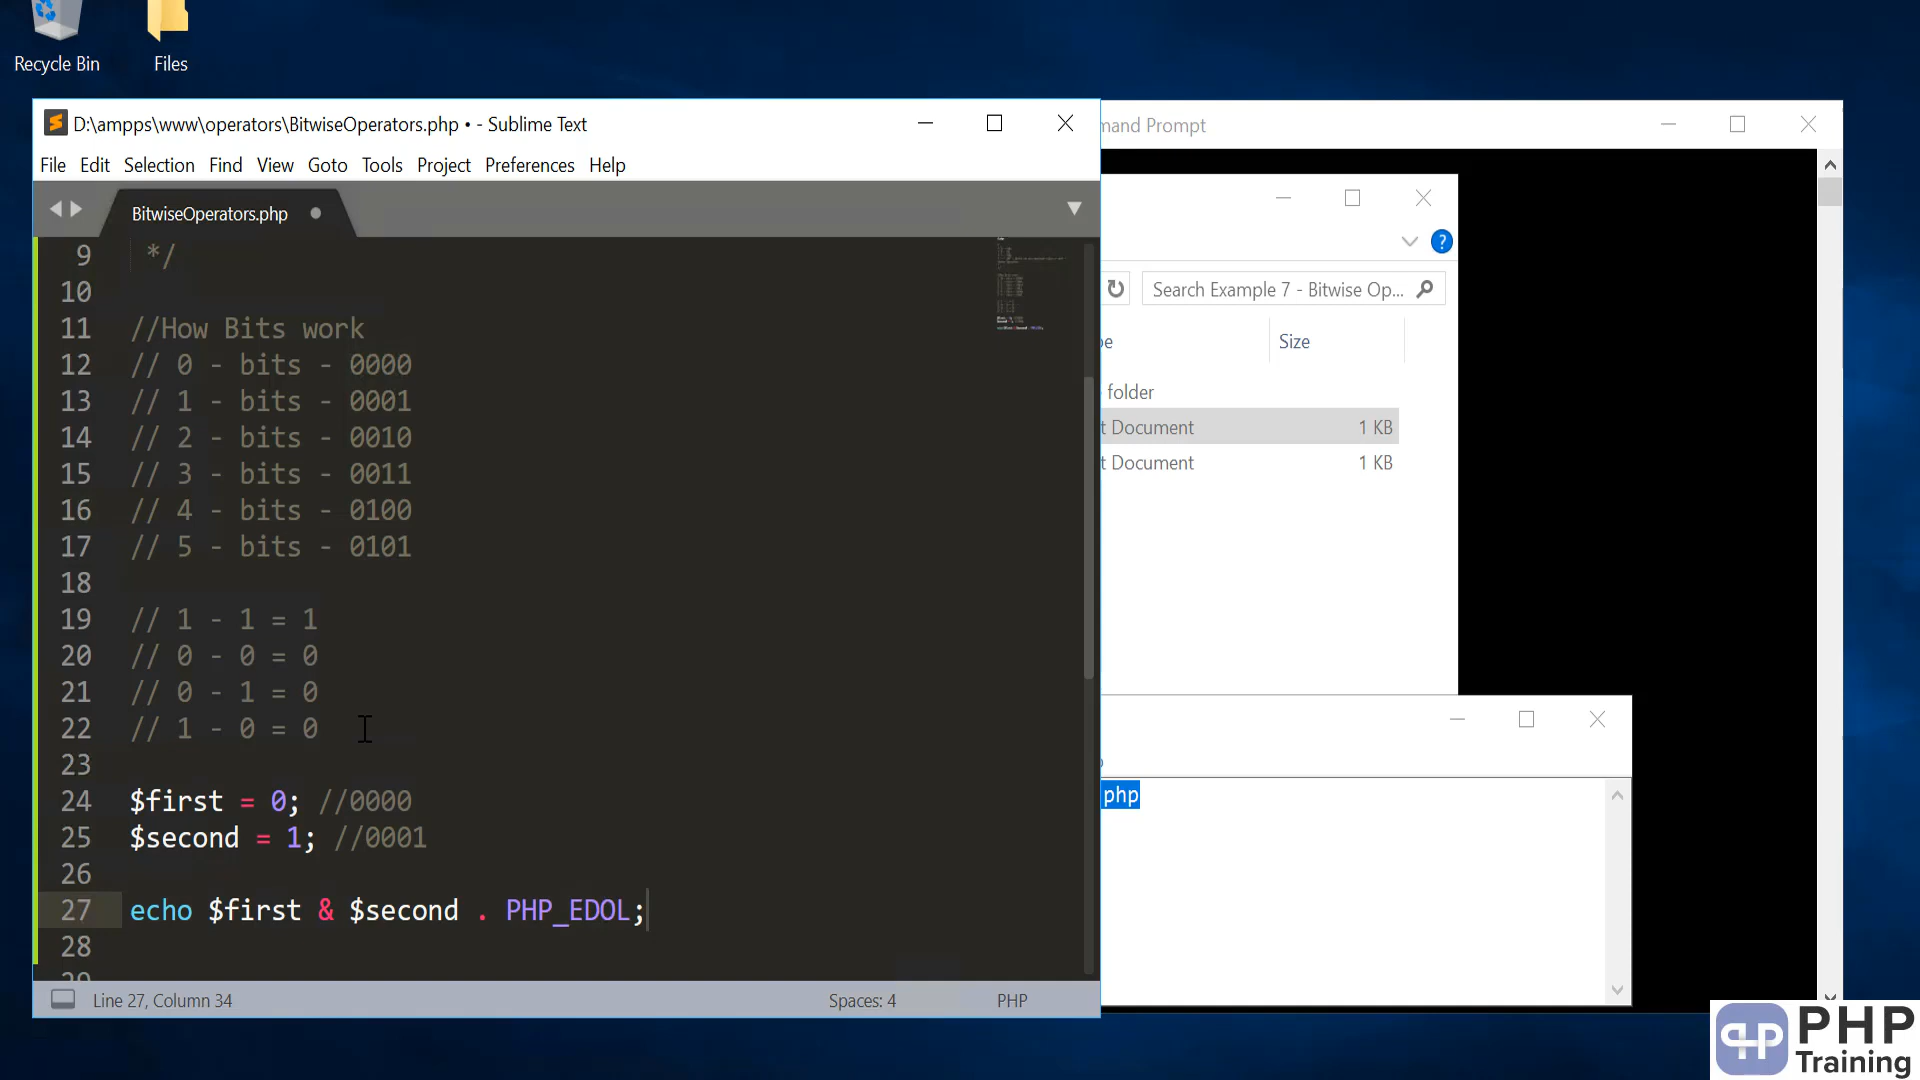 Recycle Bin
Files
D:\ampps\www\operators\BitwiseOperators.php • - Sublime Text
File Edit Selection Find View Goto Tools Project Preferences Help
BitwiseOperators.php
9 */
10
11 //How Bits work
12 // 0 - bits - 0000
13 // 1 - bits - 0001
14 // 2 - bits - 0010
15 // 3 - bits - 0011
16 // 4 - bits - 0100
17 // 5 - bits - 0101
18
19 // 1 - 1 = 1
20 // 0 - 0 = 0
21 // 0 - 1 = 0
22 // 1 - 0 = 0
23
24 $first = 0; //0000
25 $second = 1; //0001
26
27 echo $first & $second . PHP_EDOL;
28
Line 27, Column 34
Spaces: 4
PHP
Prompt
Search Example 7 - Bitwise Op...
Size
folder
Document 1 KB
Document 1 KB
php
PHP
Training